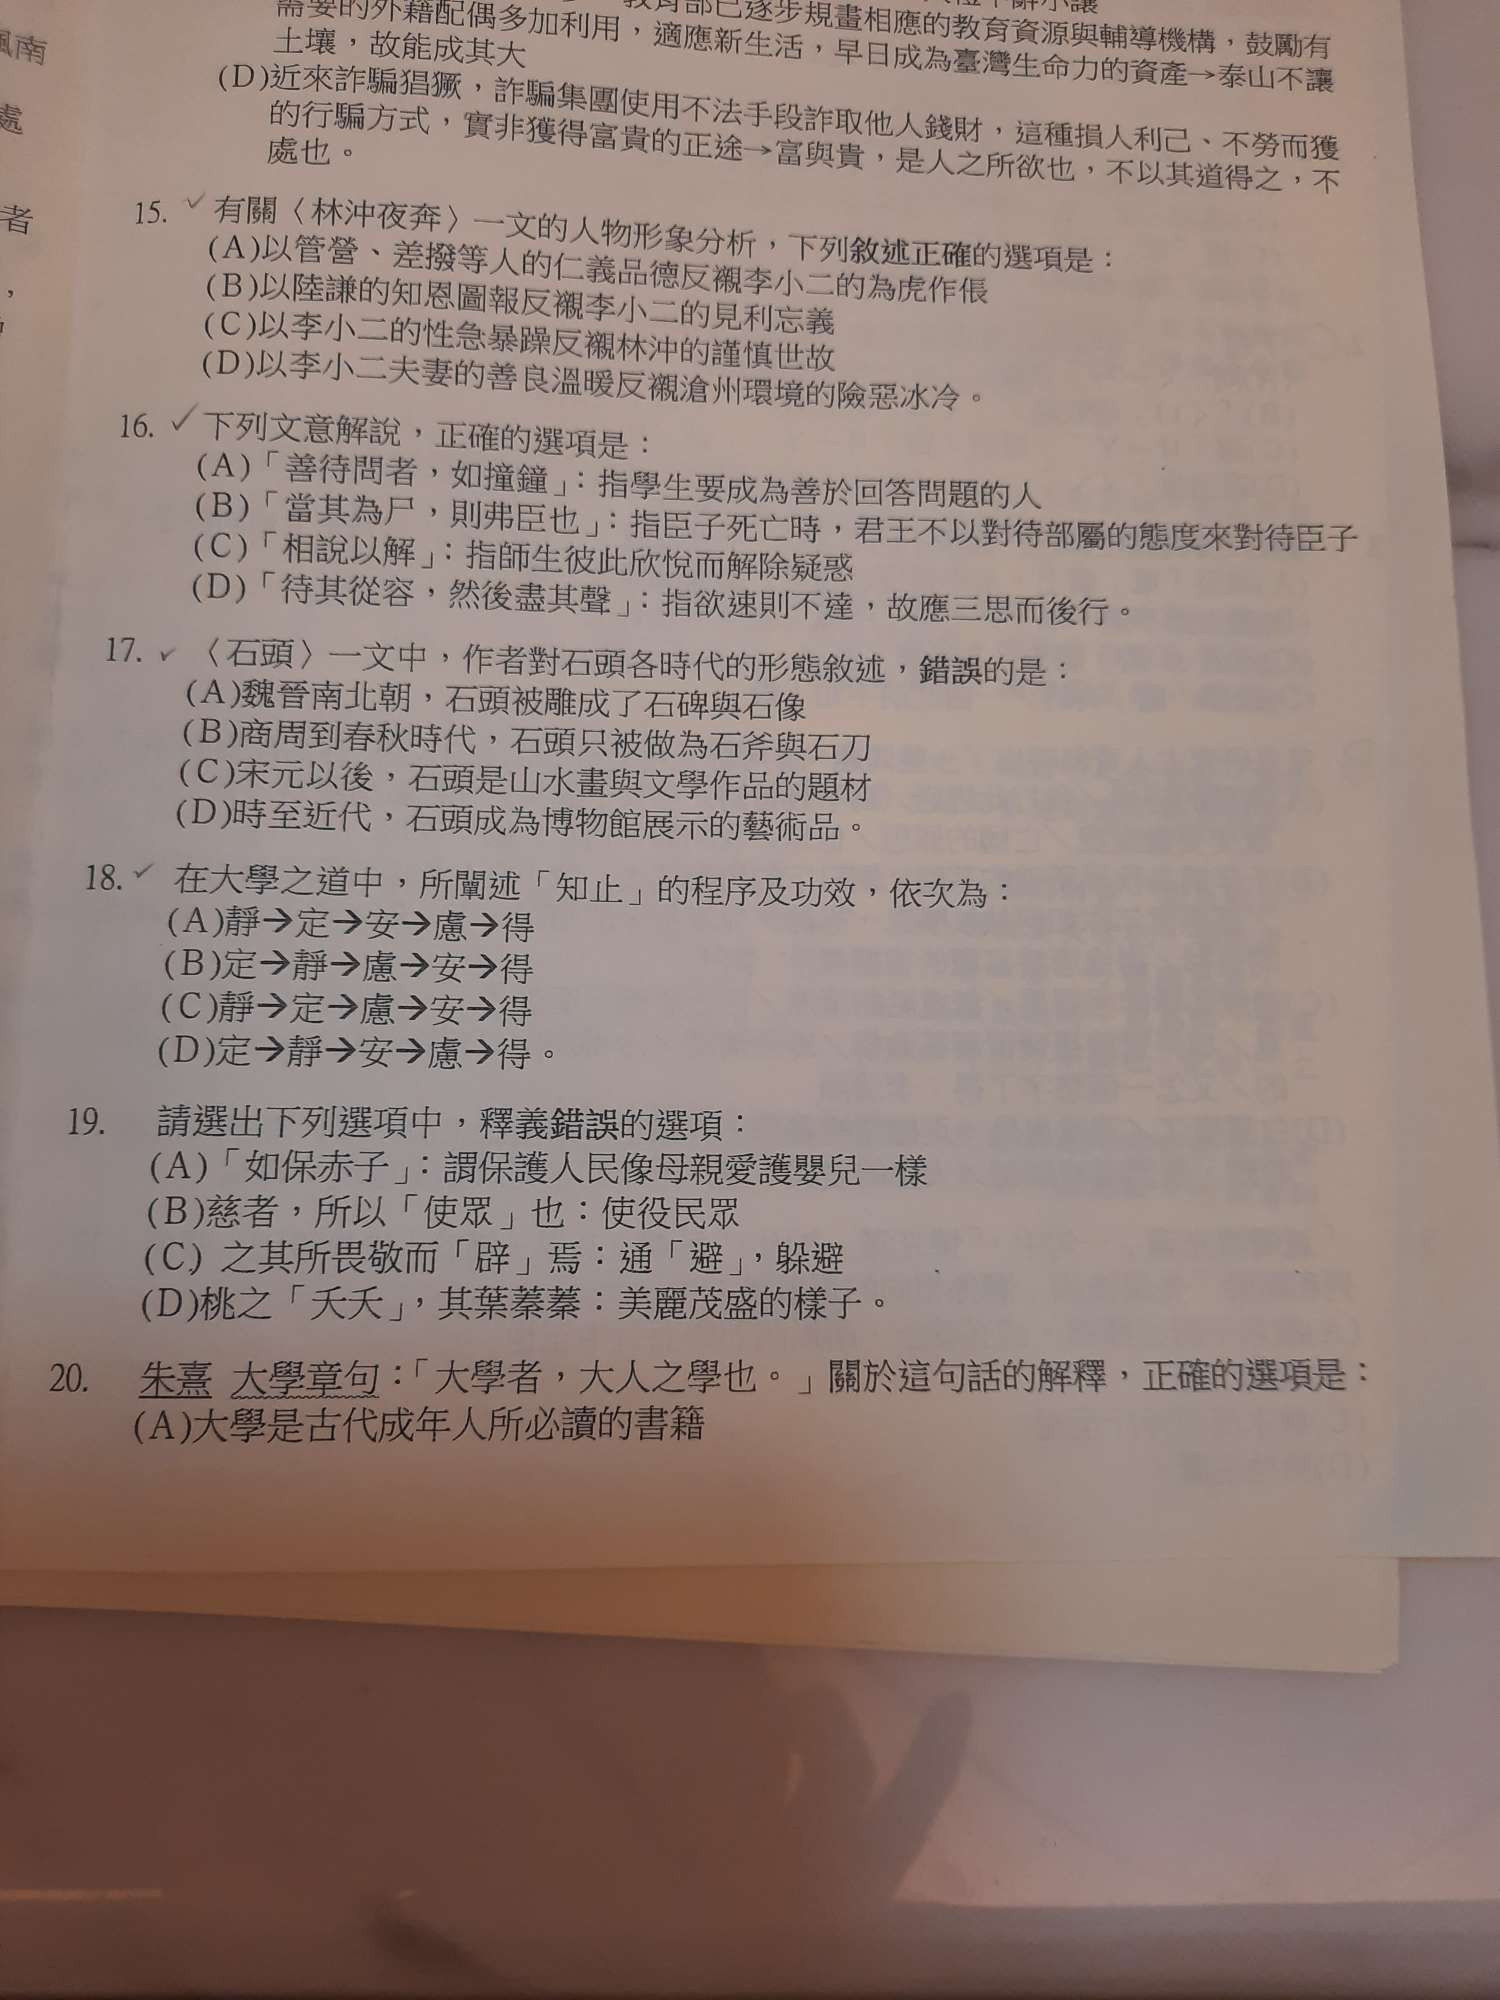 需要的外籍配偶多加利用，適應新生活，早日成為臺灣生命力的資產→泰山不讓
教育部已逐步規畫相應的教育資源與輔導機構，鼓勵有
土壤，故能成其大
(D)近來詐騙猖獗，詐騙集團使用不法手段詐取他人錢財，這種損人利己、不勞而獲
的行騙方式，實非獲得富貴的正途→富與貴，是人之所欲也，不以其道得之，不
處也。
15. ✓ 有關〈林沖夜奔〉一文的人物形象分析，下列敘述正確的選項是：
(A)以管營、差撥等人的仁義品德反襯李小二的為虎作倀
(B)以陸謙的知恩圖報反襯李小二的見利忘義
(C)以李小二的性急暴躁反襯林沖的謹慎世故
(D)以李小二夫妻的善良溫暖反襯滄州環境的險惡冰冷。
16. ✓ 下列文意解說，正確的選項是：
(A)「善待問者，如撞鐘」：指學生要成為善於回答問題的人
(B)「當其為尸，則弗臣也」：指臣子死亡時，君王不以對待部屬的態度來對待臣子
(C)「相說以解」：指師生彼此欣悅而解除疑惑
(D)「待其從容，然後盡其聲」：指欲速則不達，故應三思而後行。
17. ✓ 〈石頭〉一文中，作者對石頭各時代的形態敘述，錯誤的是：
(A)魏晉南北朝，石頭被雕成了石碑與石像
(B)商周到春秋時代，石頭只被做為石斧與石刀
(C)宋元以後，石頭是山水畫與文學作品的題材
(D)時至近代，石頭成為博物館展示的藝術品。
18. ✓ 在大學之道中，所闡述「知止」的程序及功效，依次為：
(A)靜→定→安→慮→得
(B)定→靜→慮→安→得
(C)靜→定→慮→安→得
(D)定→靜→安→慮→得。
19. 請選出下列選項中，釋義錯誤的選項：
(A)「如保赤子」：謂保護人民像母親愛護嬰兒一樣
(B)慈者，所以「使眾」也：使役民眾
(C) 之其所畏敬而「辟」焉：通「避」，躲避
(D)桃之「夭夭」，其葉蓁蓁：美麗茂盛的樣子。
20. 朱熹 大學章句：「大學者，大人之學也。」關於這句話的解釋，正確的選項是：
(A)大學是古代成年人所必讀的書籍